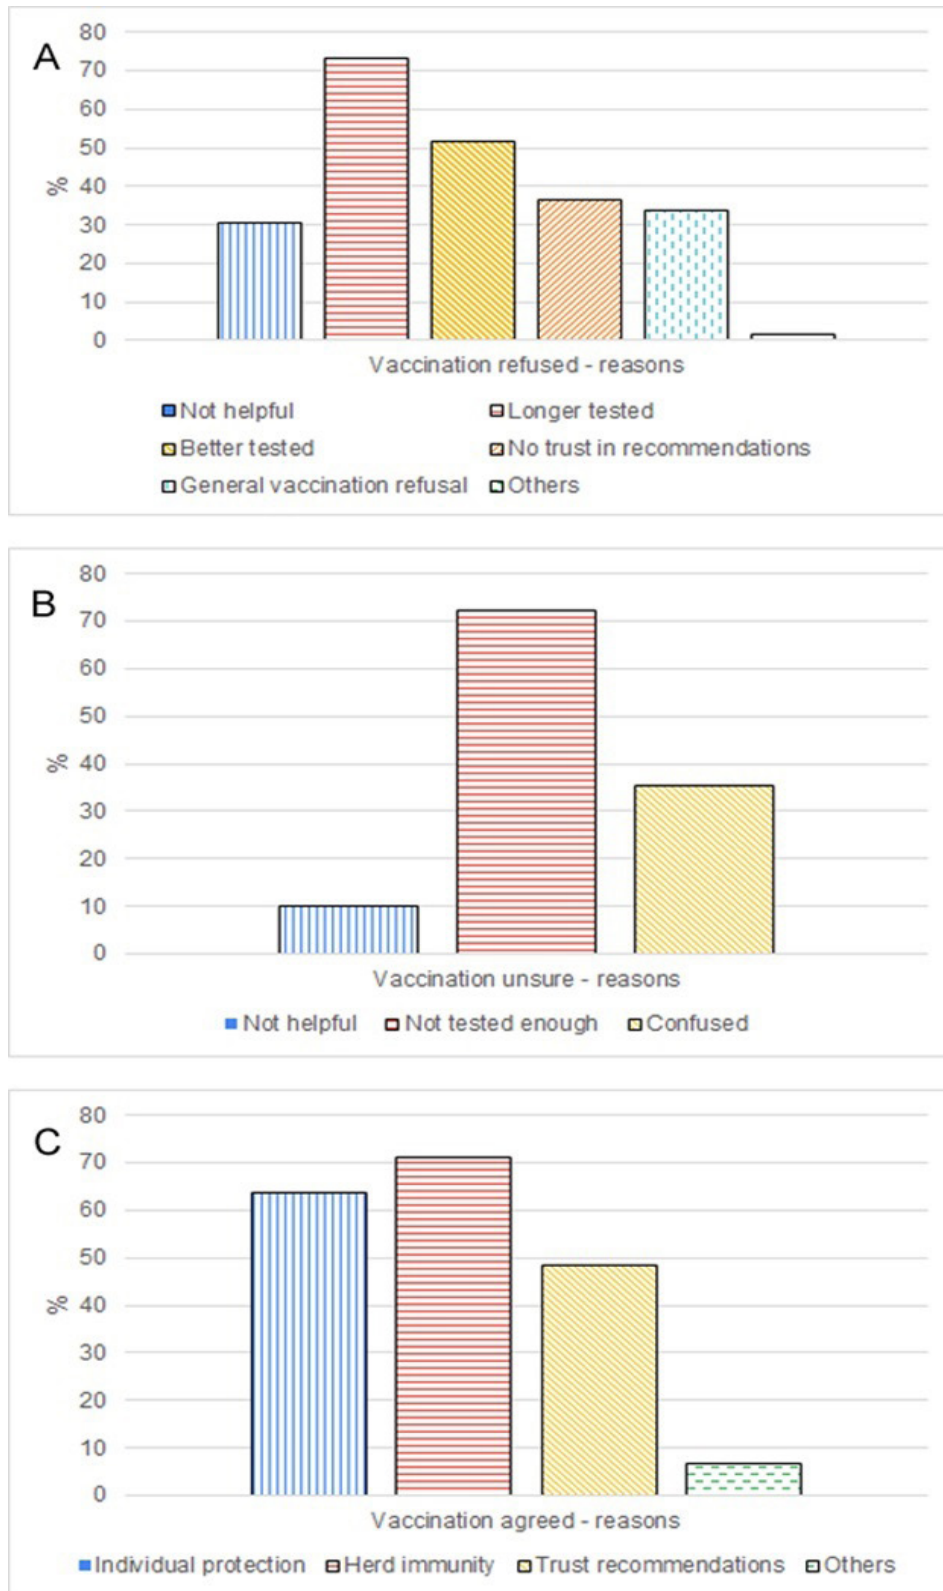 A
80
70
60
50
40
30
20
10
0
%
Vaccination refused - reasons
Not helpful Longer tested
Better tested No trust in recommendations
General vaccination refusal Others
B
80
70
60
50
40
30
20
10
0
%
Vaccination unsure - reasons
Not helpful Not tested enough Confused
C
80
70
60
50
40
30
20
10
0
%
Vaccination agreed - reasons
Individual protection Herd immunity Trust recommendations Others